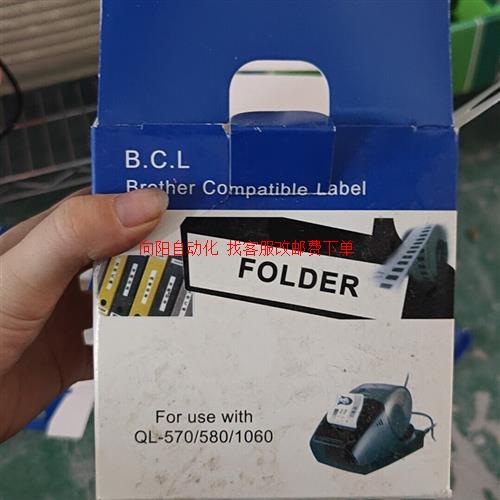 B.C.L
Brother Compatible Label
向阳自动化 找客服改邮费下单
FOLDER
For use with
QL-570/580/1060